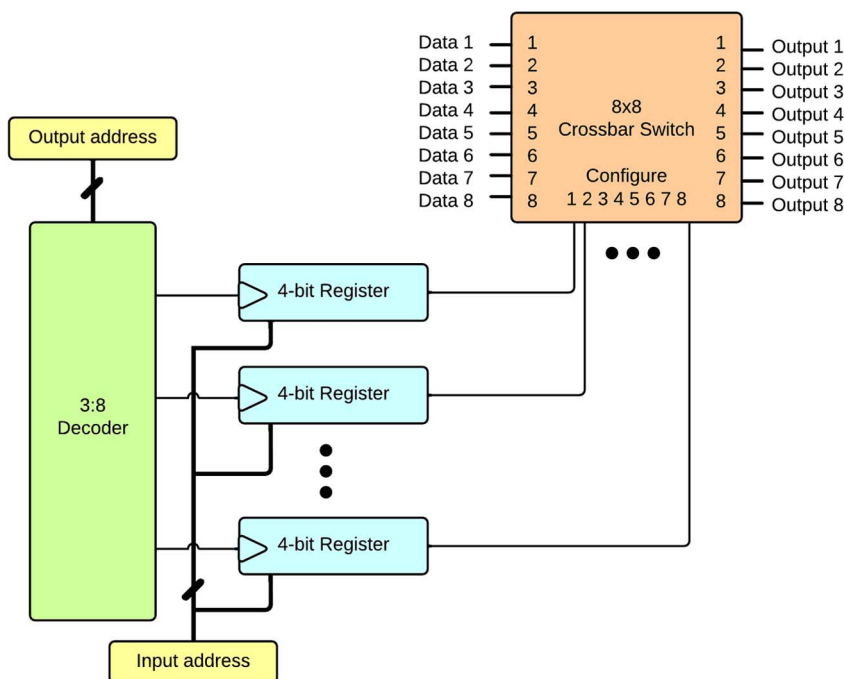 Data 1
Data 2
Data 3
Data 4
Data 5
Data 6
Data 7
Data 8
1
2
3
4
5
6
7
8
8x8
Crossbar Switch
Configure
1 2 3 4 5 6 7 8
1
2
3
4
5
6
7
8
Output 1
Output 2
Output 3
Output 4
Output 5
Output 6
Output 7
Output 8
Output address
3:8
Decoder
4-bit Register
4-bit Register
4-bit Register
Input address